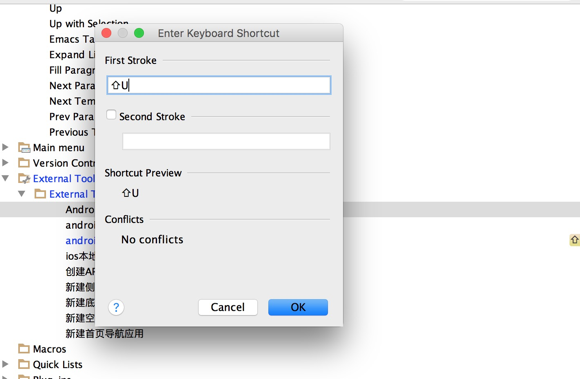 Up
Up with Selection
Enter Keyboard Shortcut
Emacs Ta
Expand Li
First Stroke
Fill Paragr
Next Para
⇧U
Next Tem
Prev Para
Second Stroke
Previous T
Main menu
Version Contr
Shortcut Preview
External Tool
⇧U
External T
Andro
Conflicts
androi
androi
No conflicts
ios本地
创建AP
新建侧
新建底
? Cancel OK
新建空
新建首页导航应用
Macros
Quick Lists